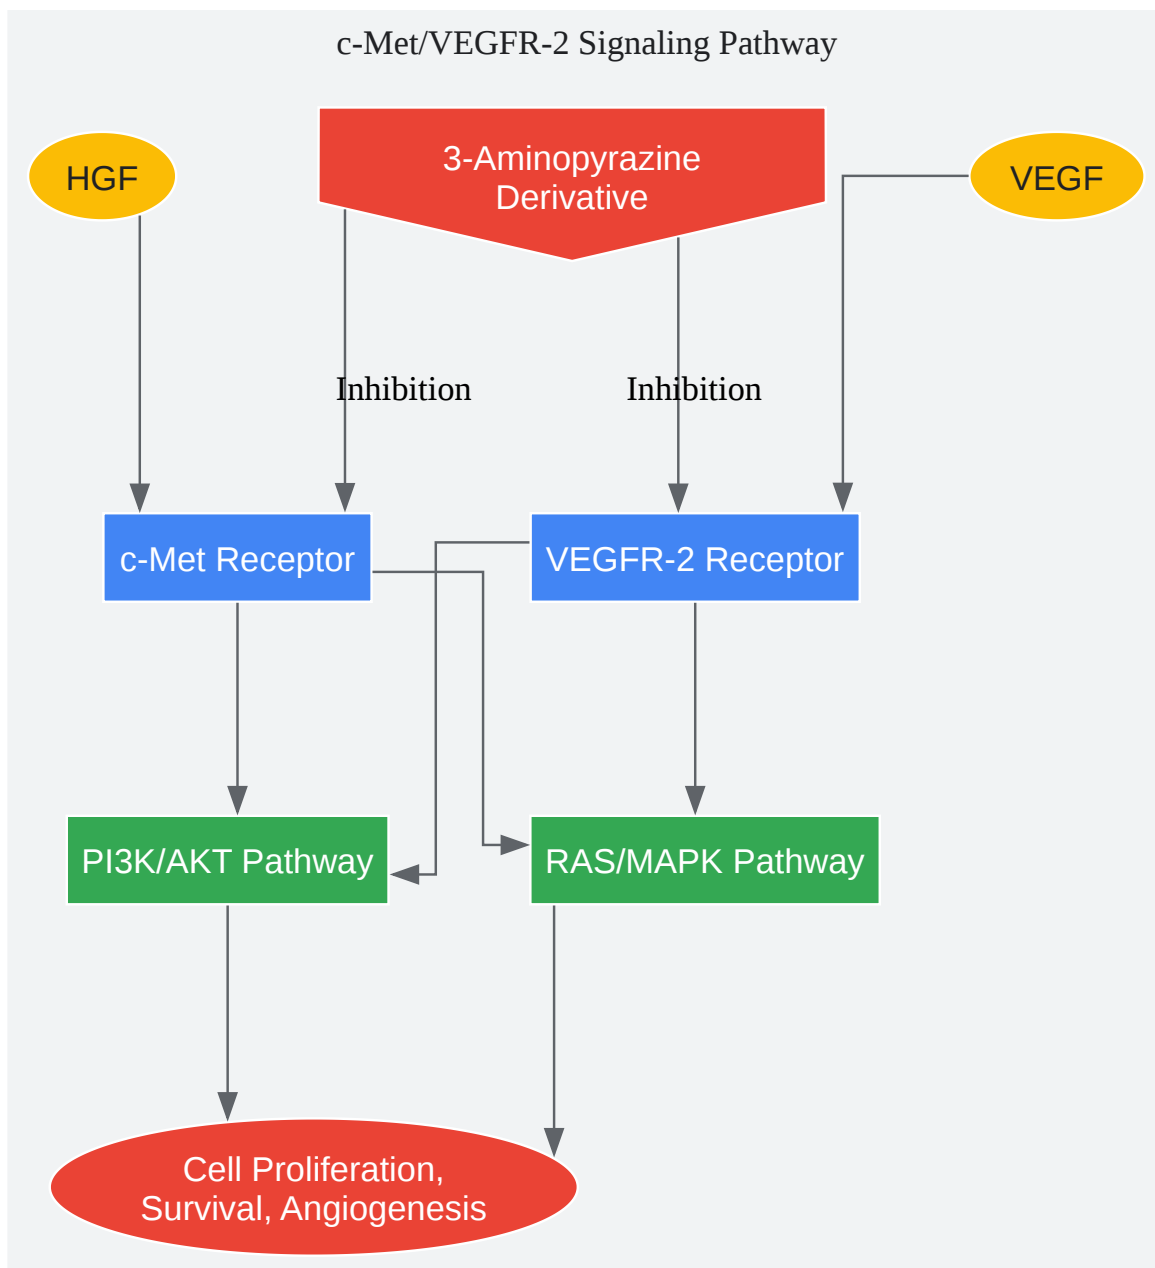 c-Met/VEGFR-2 Signaling Pathway
HGF
3-Aminopyrazine
Derivative
VEGF
Inhibition
Inhibition
c-Met Receptor
VEGFR-2 Receptor
PI3K/AKT Pathway
RAS/MAPK Pathway
Cell Proliferation,
Survival, Angiogenesis